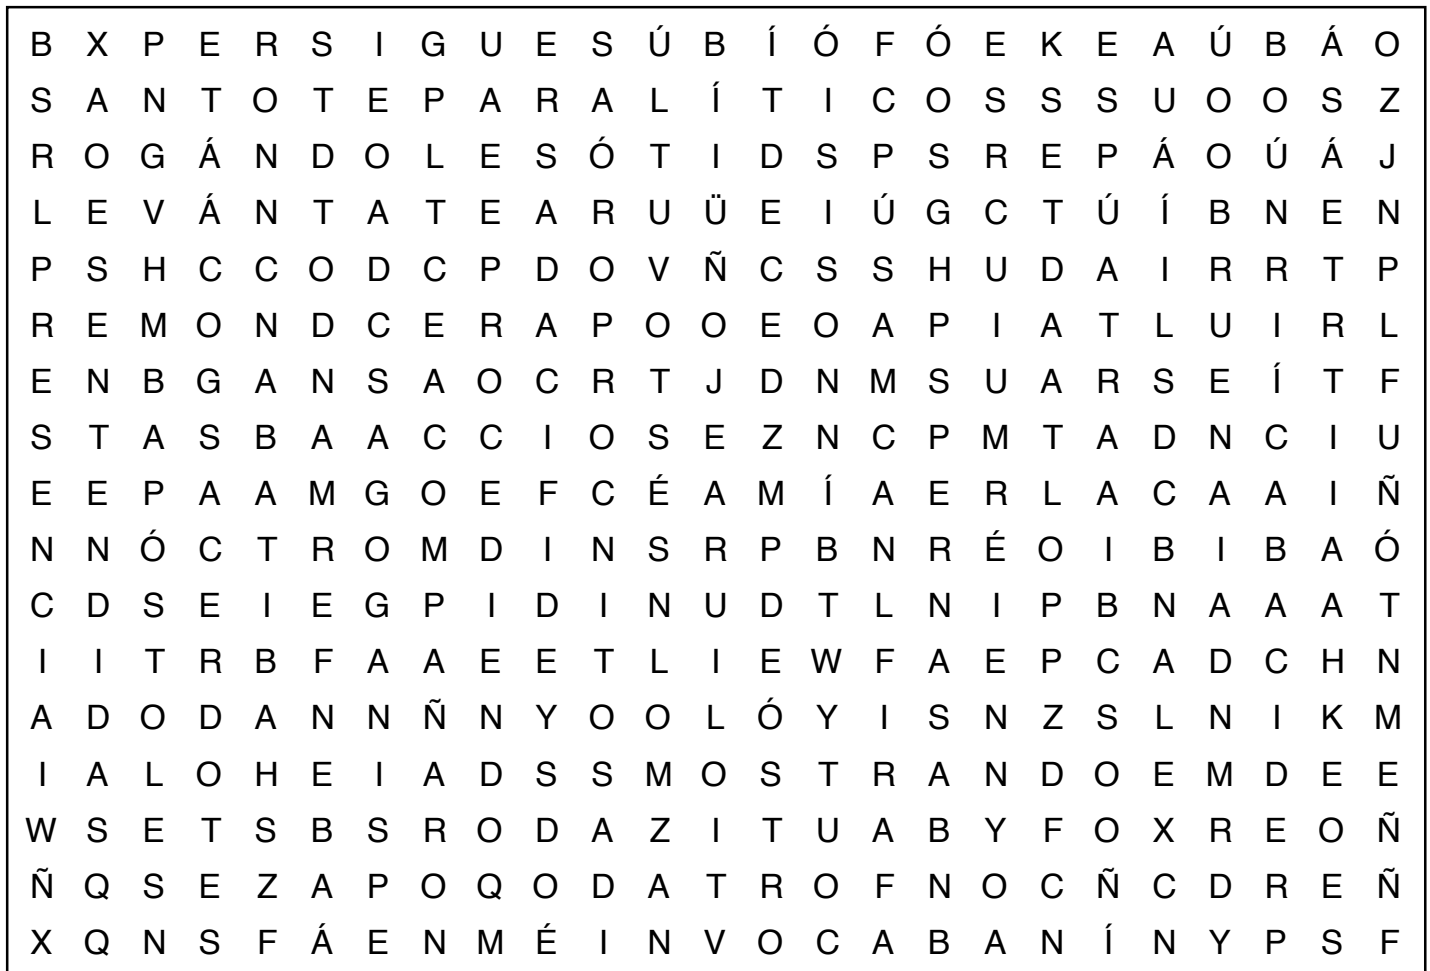 B X P E R S I G U E S Ú B Í Ó F Ó E K E A Ú B Á O
S A N T O T E P A R A L Í T I C O S S S U O O S Z
R O G Á N D O L E S Ó T I D S P S R E P Á O Ú Á J
L E V Á N T A T E A R U Ü E I Ú G C T Ú Í B N E N
P S H C C O D C P D O V Ñ C S S H U D A I R R T P
R E M O N D C E R A P O O E O A P I A T L U I R L
E N B G A N S A O C R T J D N M S U A R S E Í T F
S T A S B A A C C I O S E Z N C P M T A D N C I U
E E P A A M G O E F C É A M Í A E R L A C A A I Ñ
N N Ó C T R O M D I N S R P B N R É O I B I B A Ó
C D S E I E G P I D I N U D T L N I P B N A A A T
I I T R B F A A E E T L I E W F A E P C A D C H N
A D O D A N N Ñ N Y O O L Ó Y I S N Z S L N I K M
I A L O H E I A D S S M O S T R A N D O E M D E E
W S E T S B S R O D A Z I T U A B Y F O X R E O Ñ
Ñ Q S E Z A P O Q O D A T R O F N O C Ñ C D R E Ñ
X Q N S F Á E N M É I N V O C A B A N Í N Y P S F